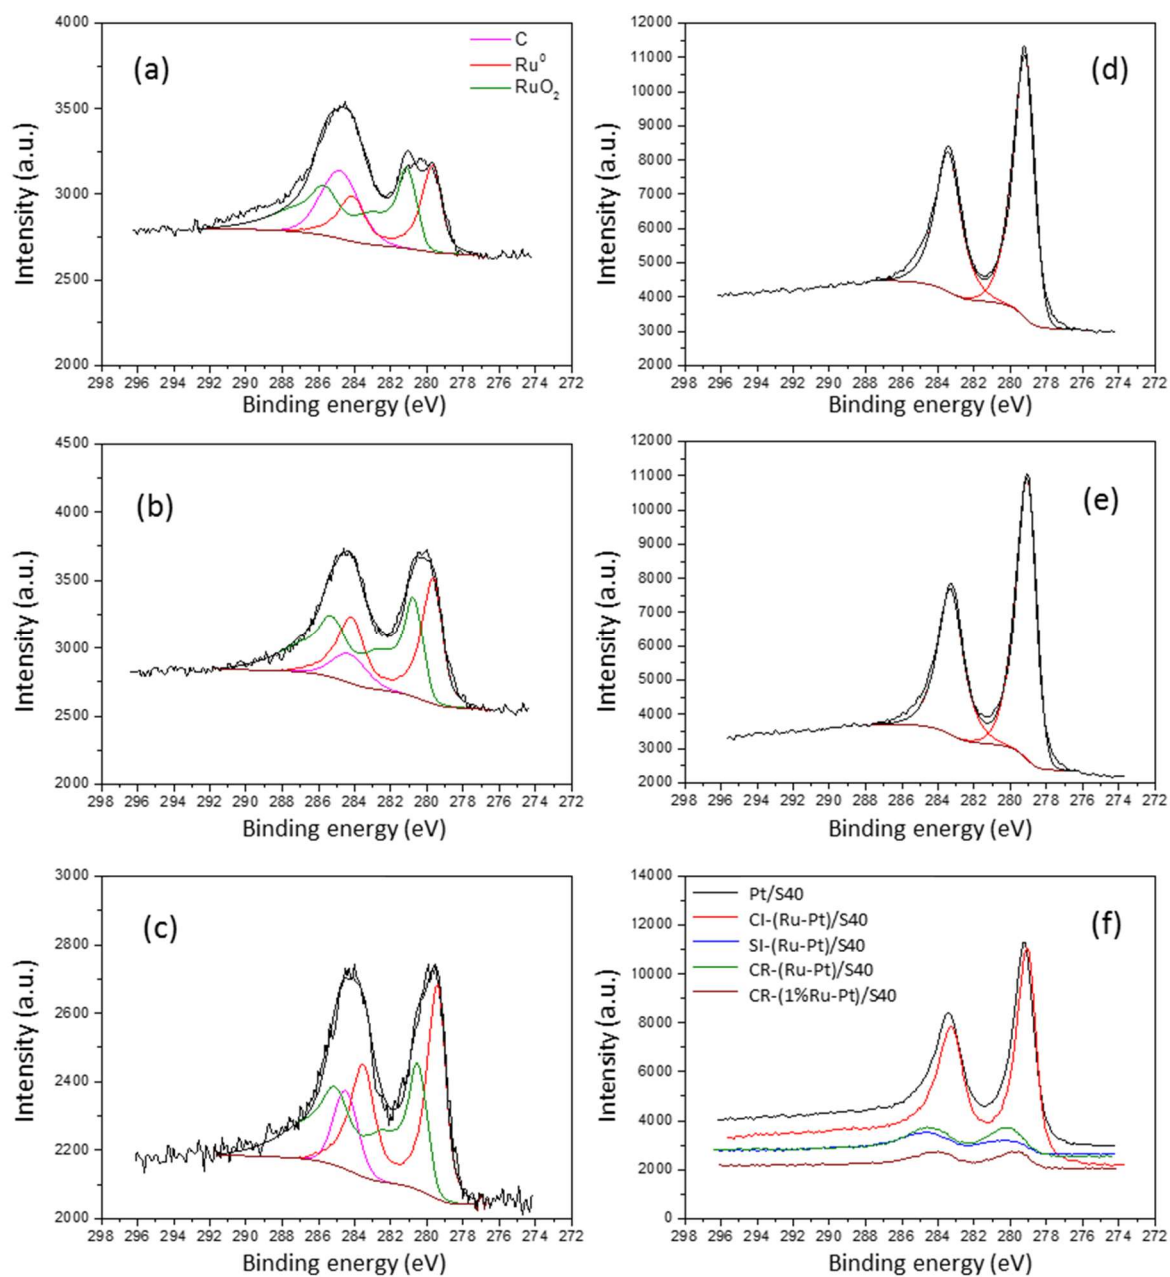 4000
3500
3000
2500
2000
Intensity (a.u.)
(a)
C
Ru⁰
RuO₂
298 296 294 292 290 288 286 284 282 280 278 276 274 272
Binding energy (eV)
12000
11000
10000
9000
8000
7000
6000
5000
4000
3000
2000
Intensity (a.u.)
(d)
298 296 294 292 290 288 286 284 282 280 278 276 274 272
Binding energy (eV)
4500
4000
3500
3000
2500
2000
Intensity (a.u.)
(b)
298 296 294 292 290 288 286 284 282 280 278 276 274 272
Binding energy (eV)
12000
11000
10000
9000
8000
7000
6000
5000
4000
3000
2000
Intensity (a.u.)
(e)
298 296 294 292 290 288 286 284 282 280 278 276 274 272
Binding energy (eV)
3000
2800
2600
2400
2200
2000
Intensity (a.u.)
(c)
298 296 294 292 290 288 286 284 282 280 278 276 274 272
Binding energy (eV)
14000
12000
10000
8000
6000
4000
2000
0
Intensity (a.u.)
Pt/S40
CI-(Ru-Pt)/S40
SI-(Ru-Pt)/S40
CR-(Ru-Pt)/S40
CR-(1%Ru-Pt)/S40
(f)
298 296 294 292 290 288 286 284 282 280 278 276 274 272
Binding energy (eV)